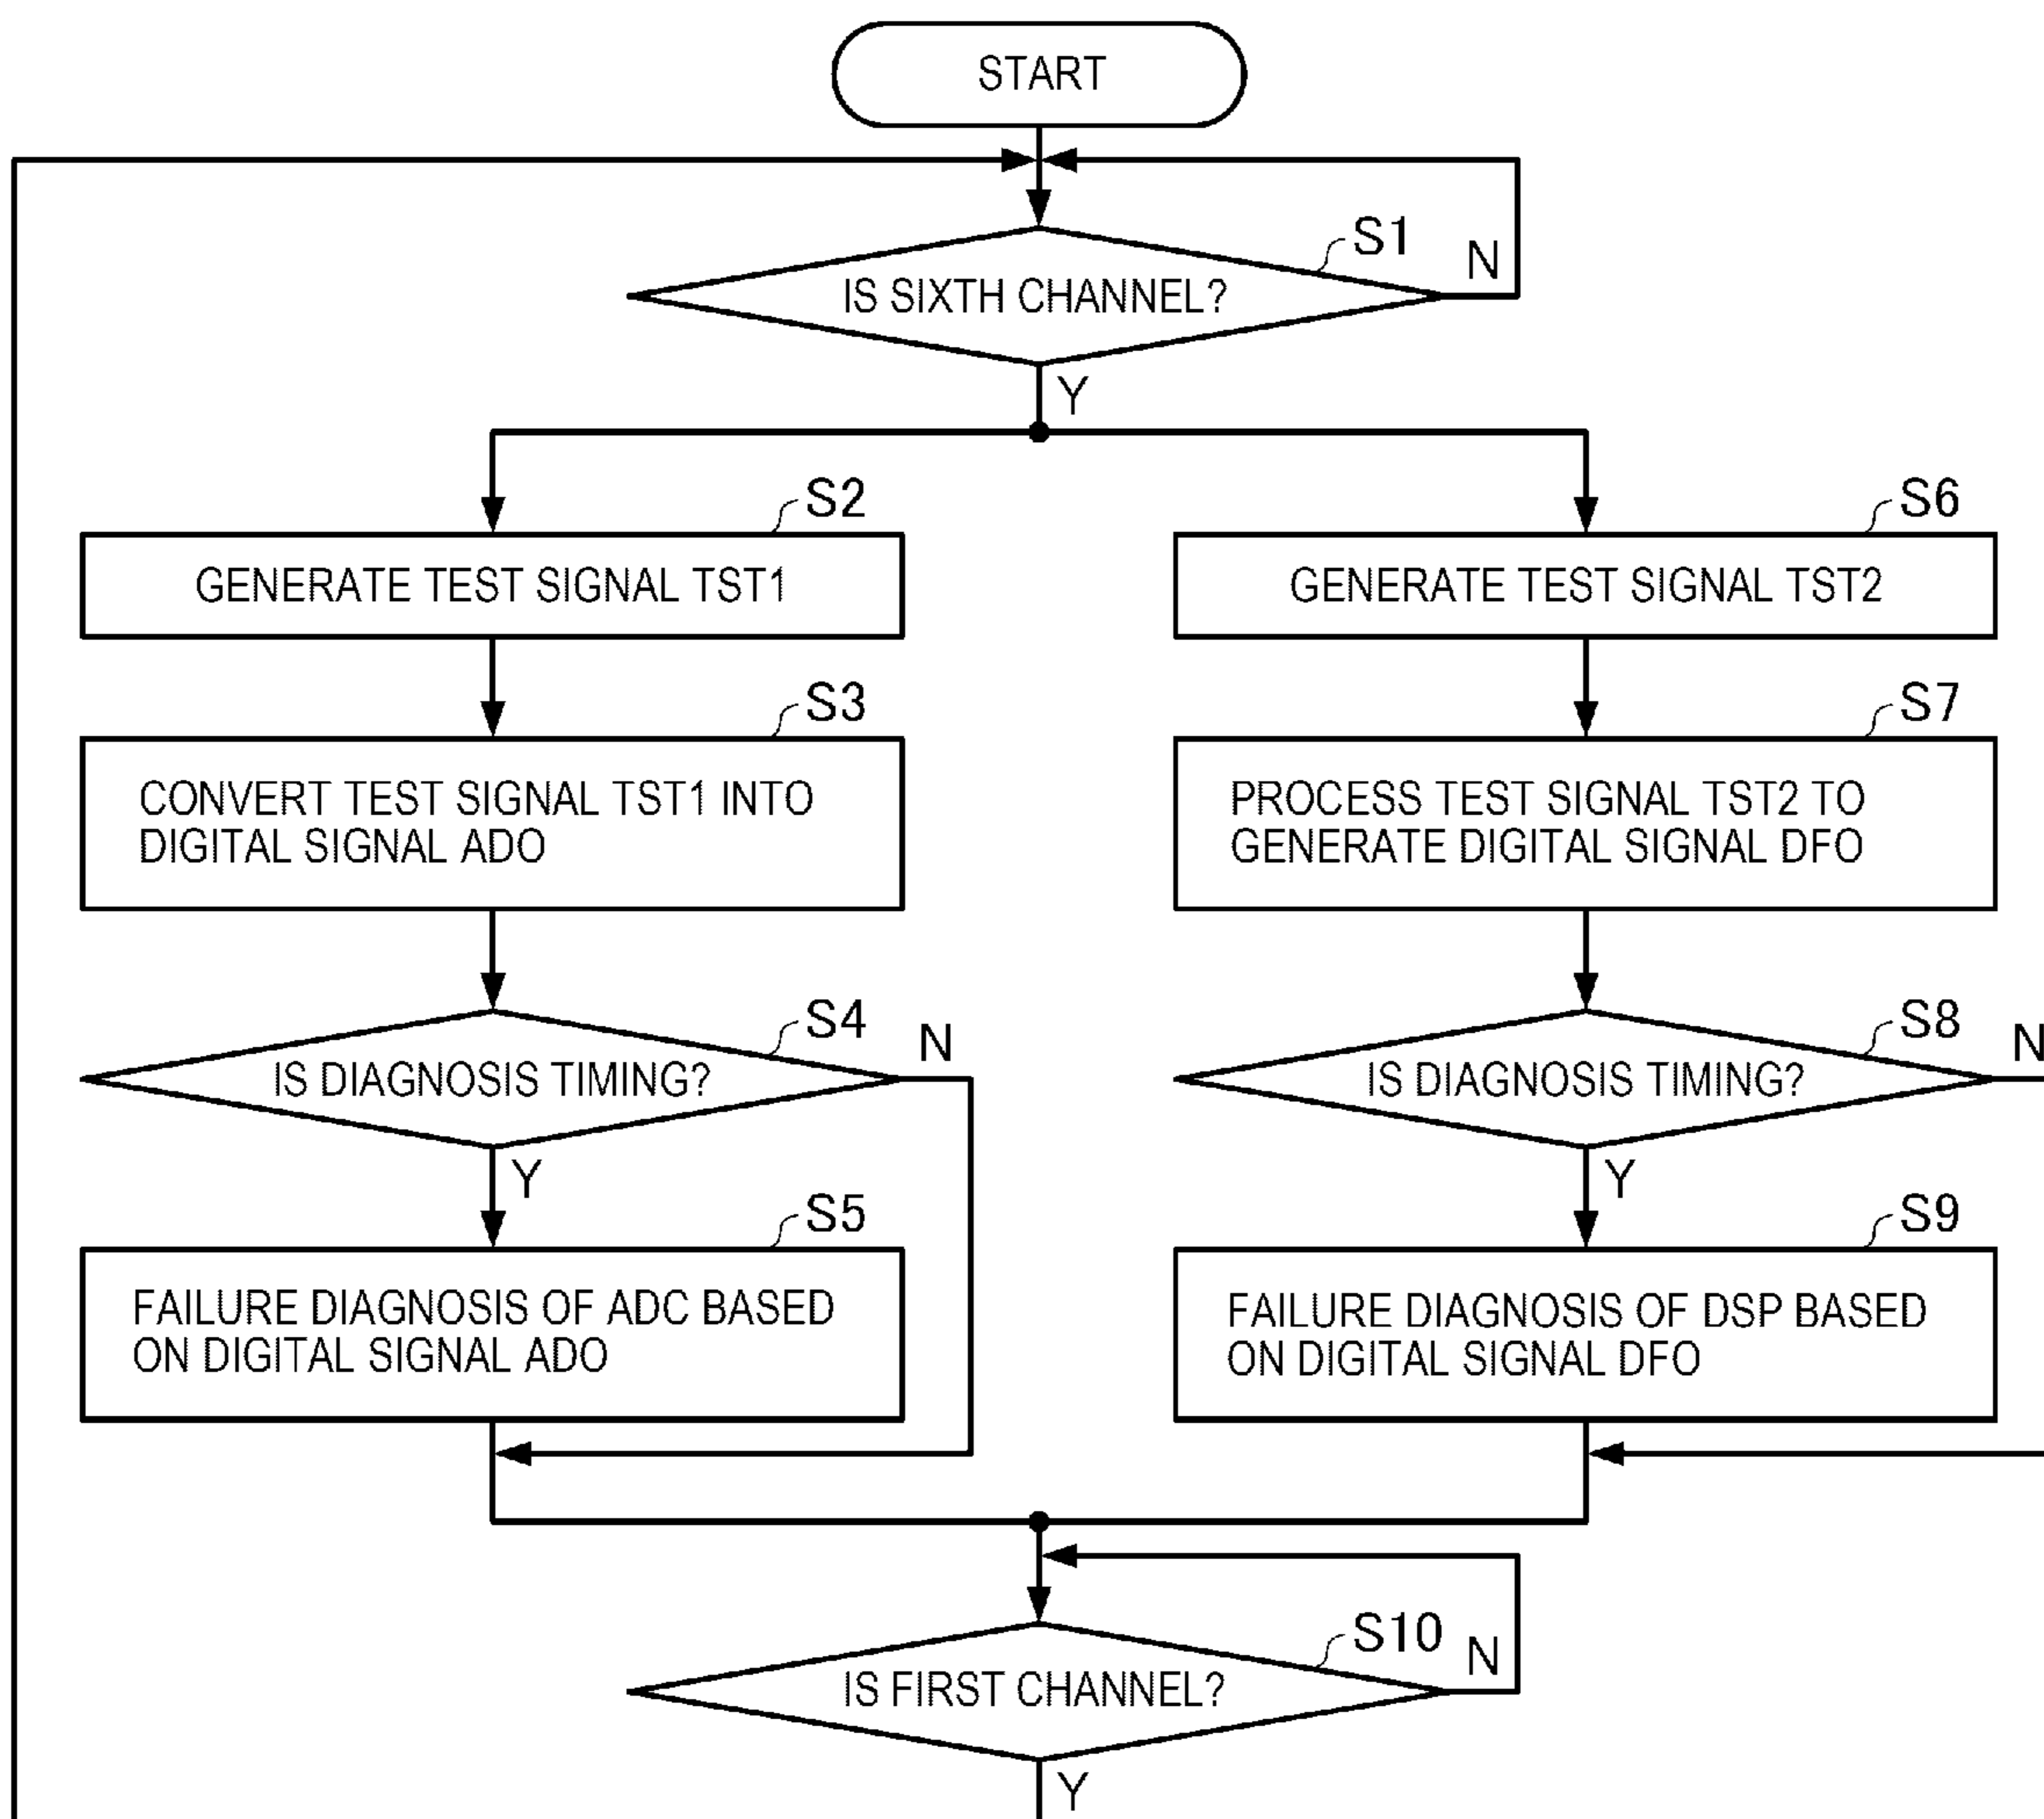 START
S1
N
IS SIXTH CHANNEL?
Y
S2
GENERATE TEST SIGNAL TST1
S3
CONVERT TEST SIGNAL TST1 INTO
DIGITAL SIGNAL ADO
S4
N
IS DIAGNOSIS TIMING?
Y
S5
FAILURE DIAGNOSIS OF ADC BASED
ON DIGITAL SIGNAL ADO
S6
GENERATE TEST SIGNAL TST2
S7
PROCESS TEST SIGNAL TST2 TO
GENERATE DIGITAL SIGNAL DFO
S8
N
IS DIAGNOSIS TIMING?
Y
S9
FAILURE DIAGNOSIS OF DSP BASED
ON DIGITAL SIGNAL DFO
S10
N
IS FIRST CHANNEL?
Y